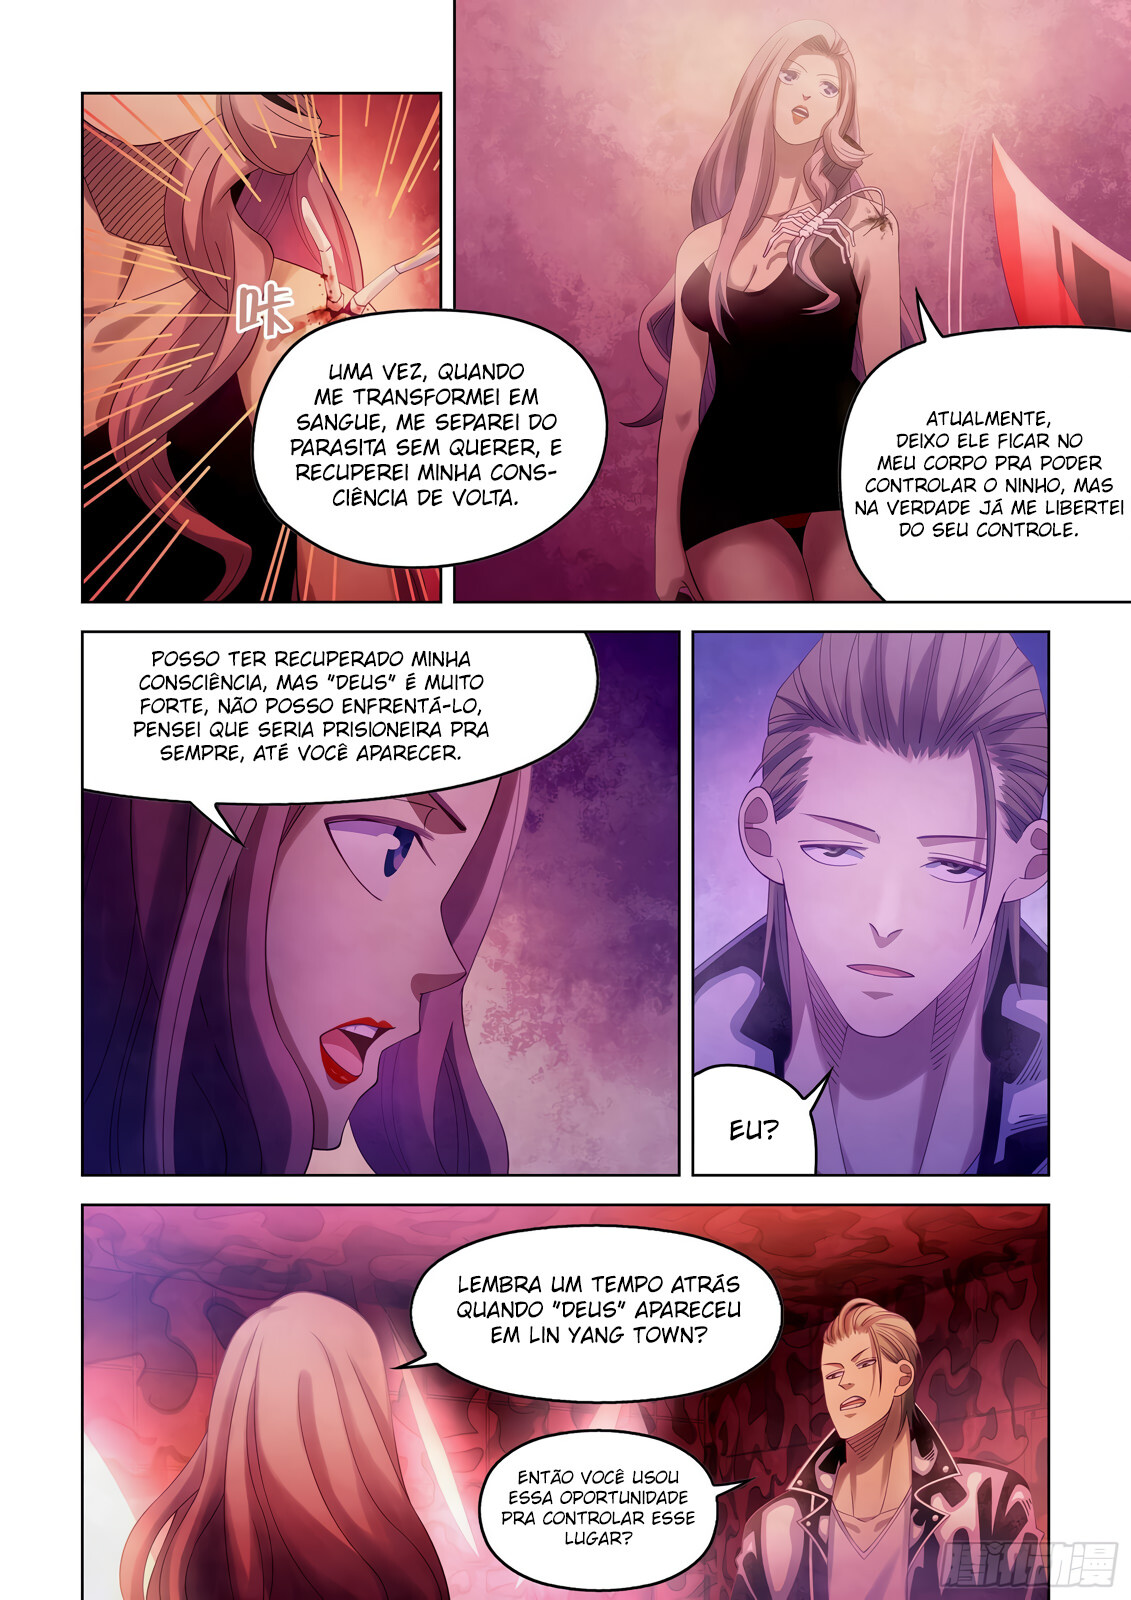 咔
UMA VEZ, QUANDO
ME TRANSFORMEI EM
SANGUE, ME SEPAREI DO
PARASITA SEM QUERER, E
RECUPEREI MINHA CONS-
CIÊNCIA DE VOLTA.
ATUALMENTE,
DEIXO ELE FICAR NO
MEU CORPO PRA PODER
CONTROLAR O NINHO, MAS
NA VERDADE JÁ ME LIBERTEI
DO SEU CONTROLE.
POSSO TER RECUPERADO MINHA
CONSCIÊNCIA, MAS "DEUS" É MUITO
FORTE, NÃO POSSO ENFRENTÁ-LO,
PENSEI QUE SERIA PRISIONEIRA PRA
SEMPRE, ATÉ VOCÊ APARECER.
EU?
LEMBRA UM TEMPO ATRÁS
QUANDO "DEUS" APARECEU
EM LIN YANG TOWN?
ENTÃO VOCÊ USOU
ESSA OPORTUNIDADE
PRA CONTROLAR ESSE
LUGAR?
腾讯动漫